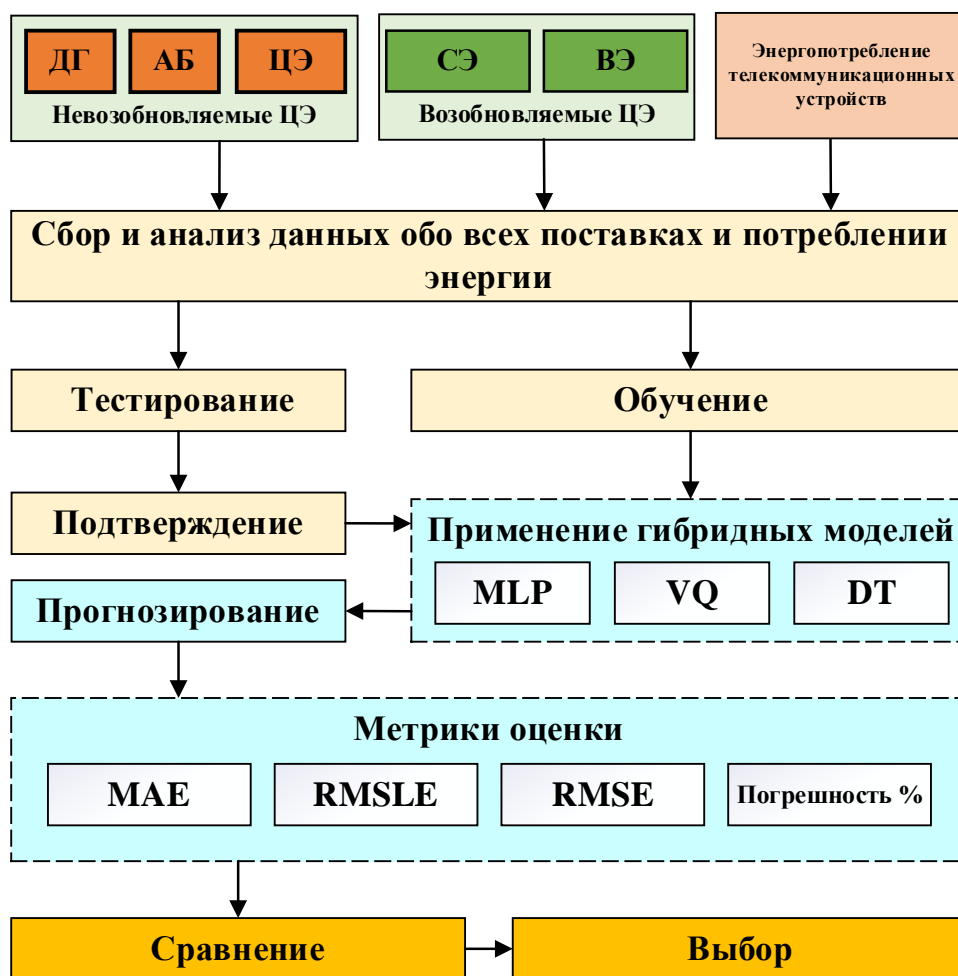 ДГ АБ ЦЭ
Невозобновляемые ЦЭ
СЭ ВЭ
Возобновляемые ЦЭ
Энергопотребление
телекоммуникационных
устройств
Сбор и анализ данных обо всех поставках и потреблении
энергии
Тестирование
Обучение
Подтверждение
Применение гибридных моделей
MLP VQ DT
Прогнозирование
Метрики оценки
MAE RMSLE RMSE Погрешность %
Сравнение
Выбор